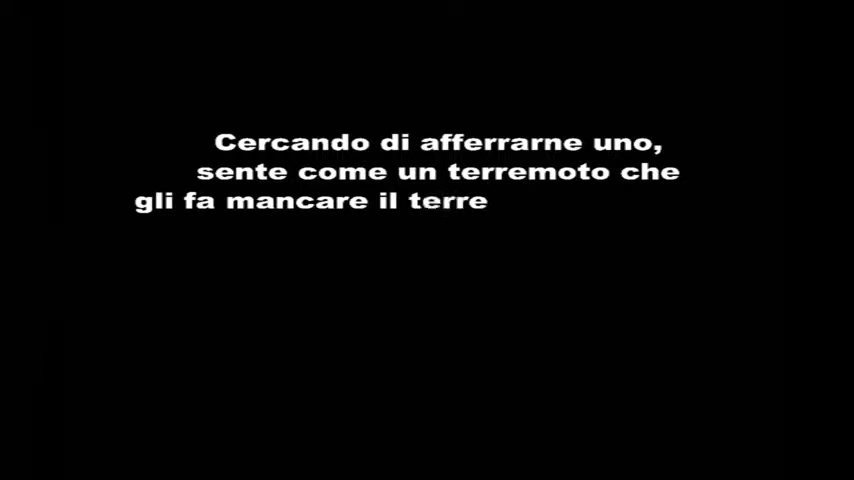 Cercando di afferrarne uno,
sente come un terremoto che
gli fa mancare il terre